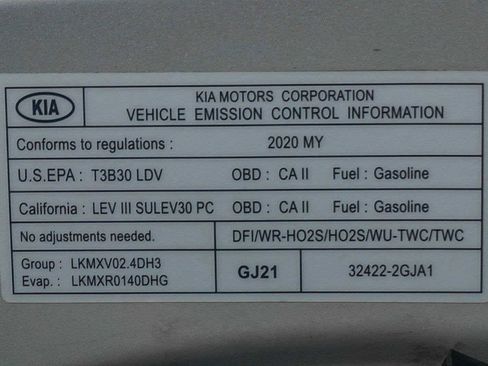 KIA
KIA MOTORS CORPORATION
VEHICLE EMISSION CONTROL INFORMATION
Conforms to regulations : 2020 MY
U.S.EPA : T3B30 LDV OBD : CA II Fuel : Gasoline
California : LEV III SULEV30 PC OBD : CA II Fuel : Gasoline
No adjustments needed. DFI/WR-HO2S/HO2S/WU-TWC/TWC
Group : LKMXV02.4DH3
Evap. : LKMXR0140DHG
GJ21
32422-2GJA1